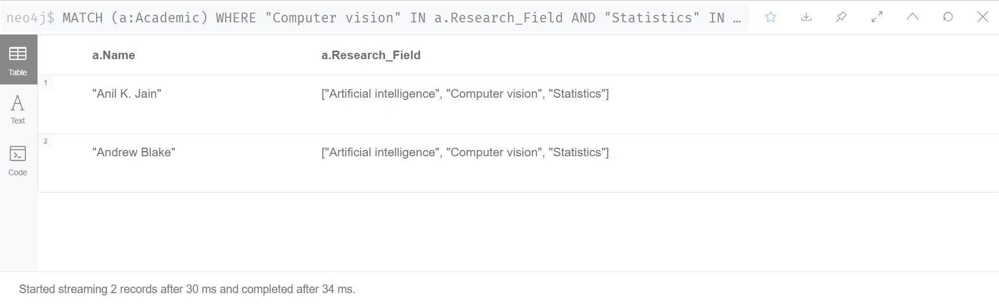 neo4j$ MATCH (a:Academic) WHERE "Computer vision" IN a.Research_Field AND "Statistics" IN …
Table
Text
Code
a.Name a.Research_Field
1
"Anil K. Jain" ["Artificial intelligence", "Computer vision", "Statistics"]
2
"Andrew Blake" ["Artificial intelligence", "Computer vision", "Statistics"]
Started streaming 2 records after 30 ms and completed after 34 ms.